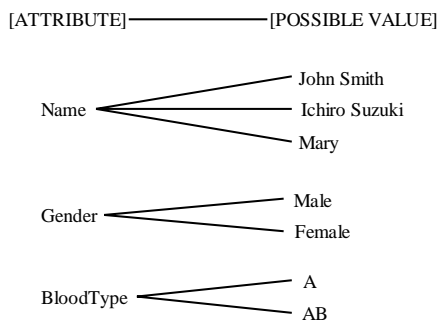 [ATTRIBUTE] [POSSIBLE VALUE]
John Smith
Name Ichiro Suzuki
Mary
Male
Gender
Female
A
BloodType
AB